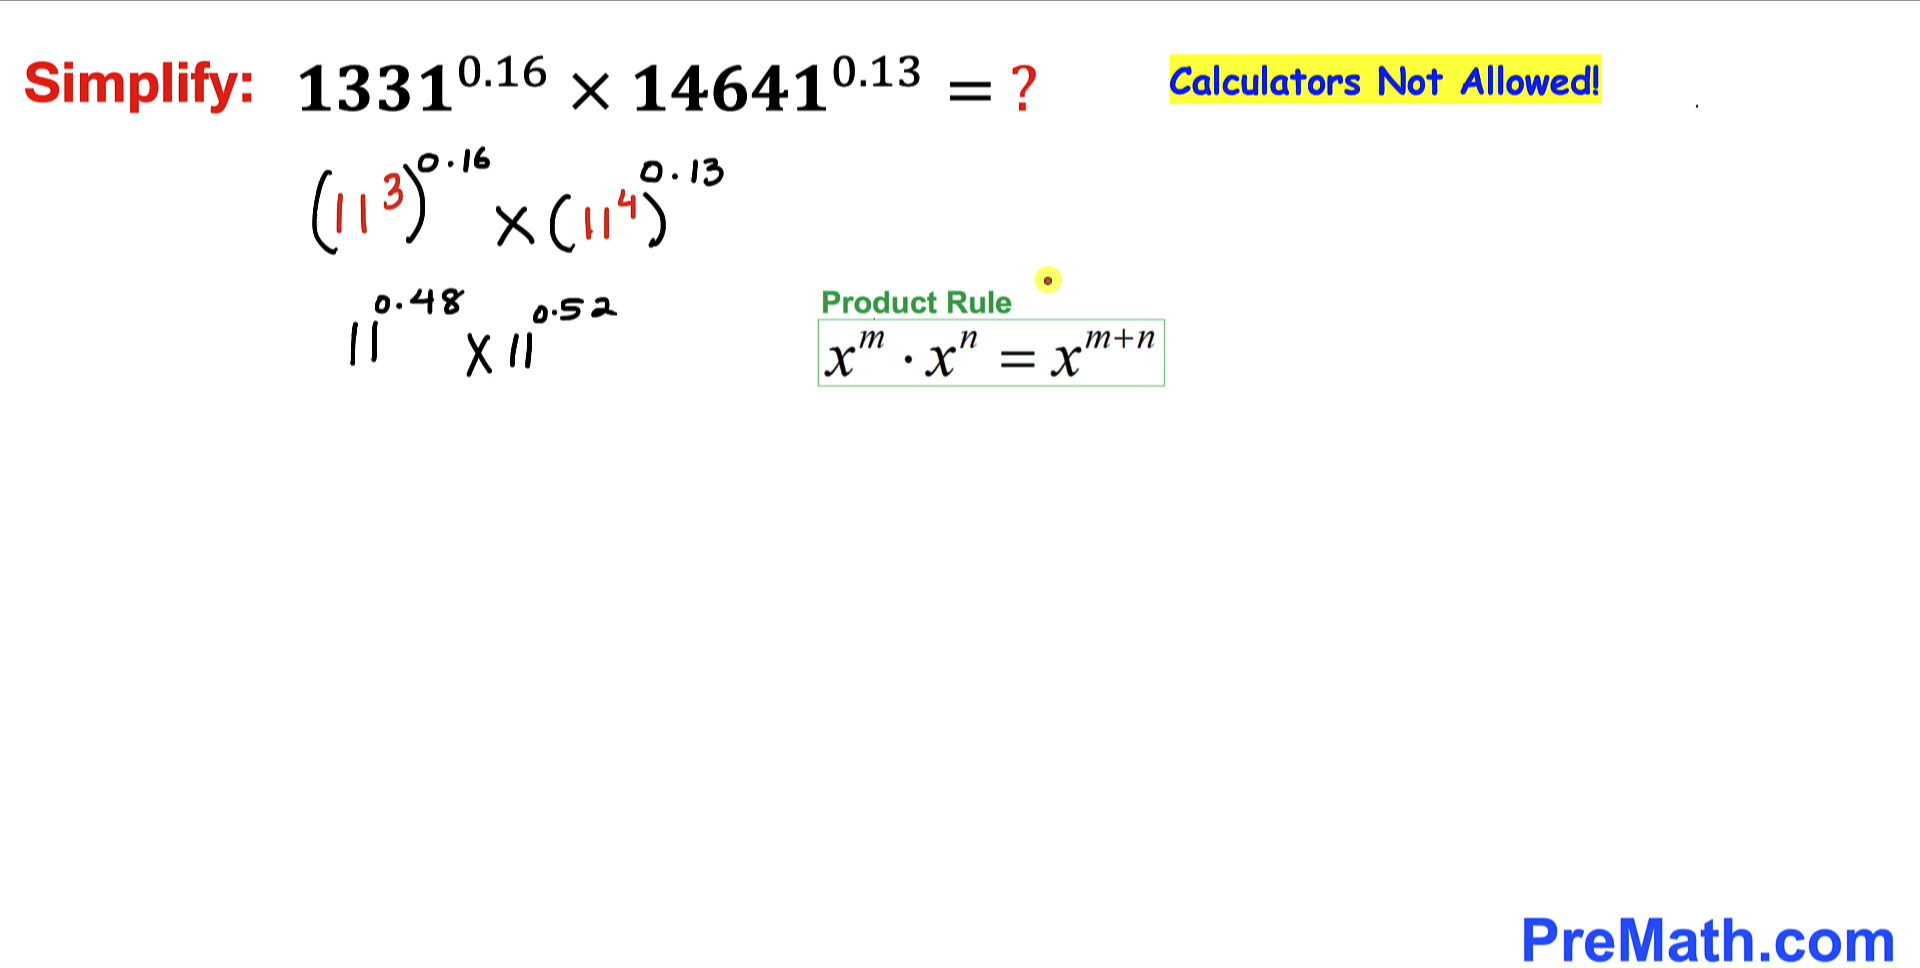 Simplify: 1331^0.16 × 14641^0.13 = ? Calculators Not Allowed!
(11^3)^0.16 × (11^4)^0.13
11^0.48 × 11^0.52
Product Rule
x^m · x^n = x^(m+n)
PreMath.com